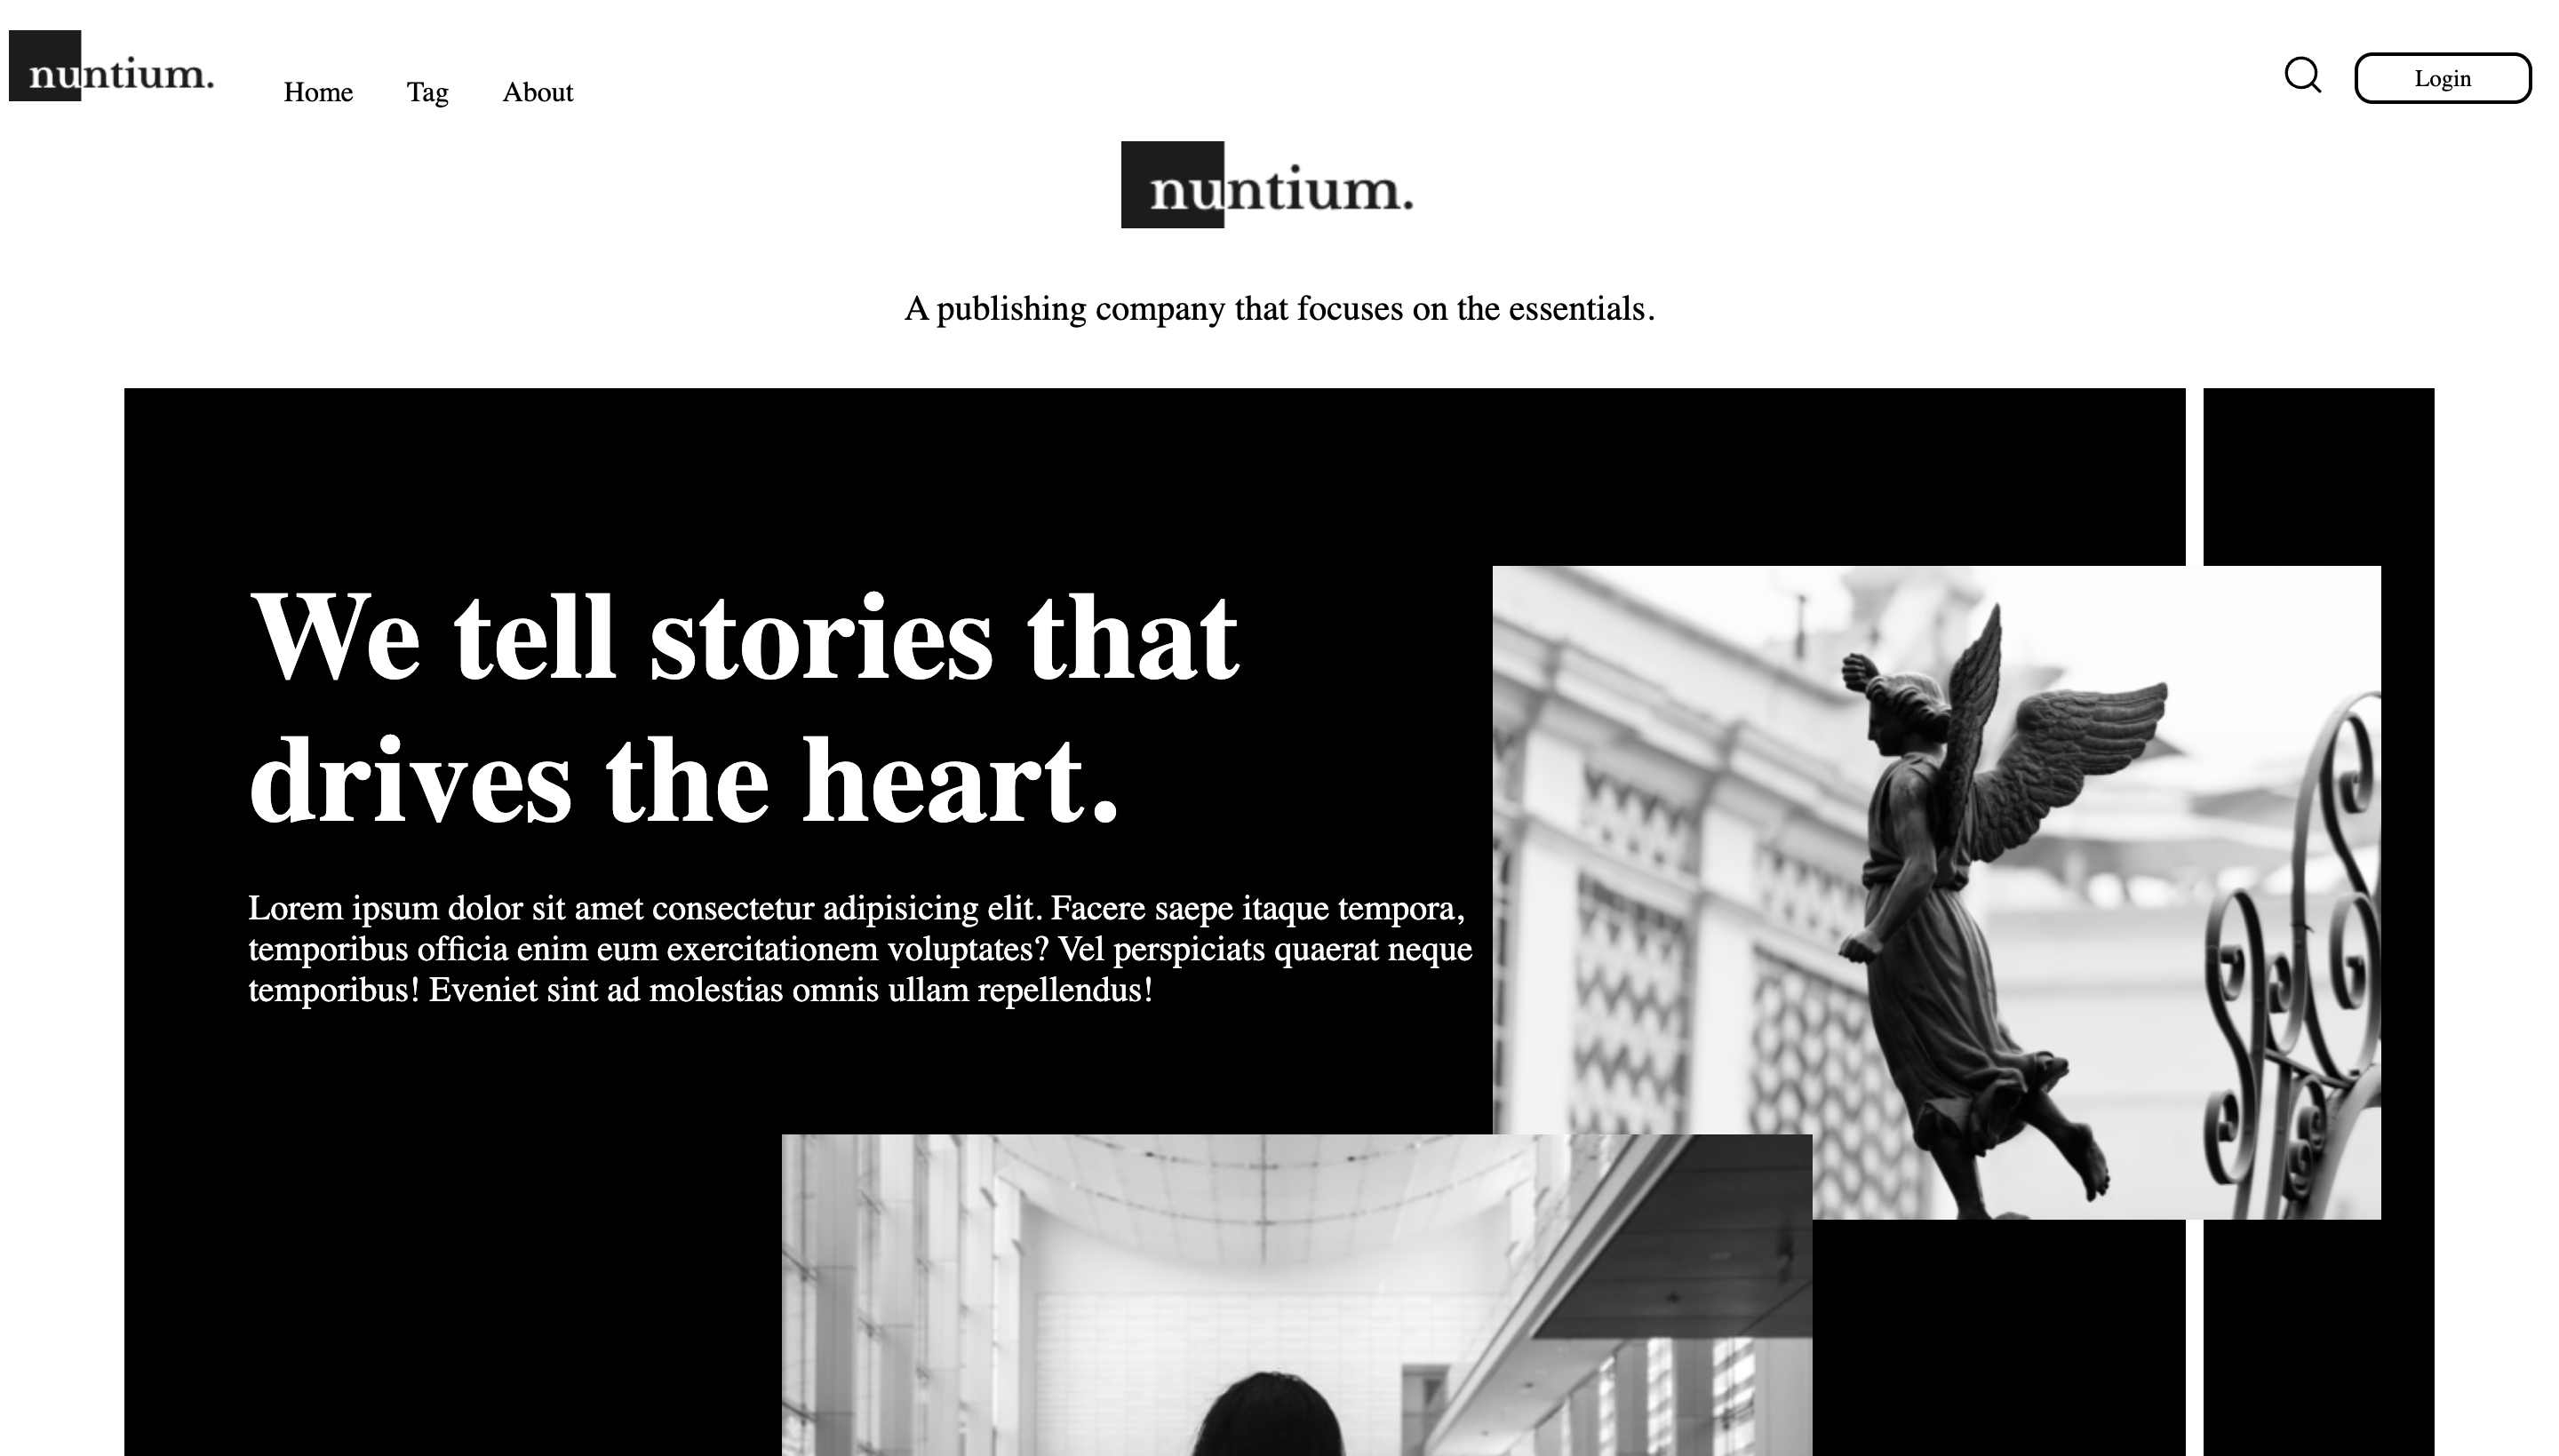 nuntium.
Home Tag About
Login
nuntium.
A publishing company that focuses on the essentials.
We tell stories that
drives the heart.
Lorem ipsum dolor sit amet consectetur adipisicing elit. Facere saepe itaque tempora,
temporibus officia enim eum exercitationem voluptates? Vel perspiciats quaerat neque
temporibus! Eveniet sint ad molestias omnis ullam repellendus!